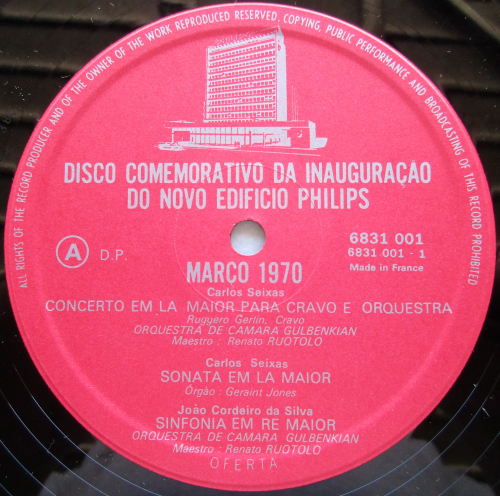 ALL RIGHTS OF THE RECORD PRODUCER AND OF THE OWNER OF THE WORK REPRODUCED RESERVED, COPYING, PUBLIC PERFORMANCE AND BROADCASTING OF THIS RECORD PROHIBITED
DISCO COMEMORATIVO DA INAUGURAÇÃO
DO NOVO EDIFICIO PHILIPS
A D.P.
6831 001
6831 001 - 1
Made in France
MARCO 1970
Carlos Seixas
CONCERTO EM LA MAIOR PARA CRAVO E ORQUESTRA
Ruggero Gerlin, Cravo
ORQUESTRA DE CAMARA GULBENKIAN
Maestro : Renato RUOTOLO
Carlos Seixas
SONATA EM LA MAIOR
Órgão : Geraint Jones
João Cordeiro da Silva
SINFONIA EM RE MAIOR
ORQUESTRA DE CAMARA GULBENKIAN
Maestro : Renato RUOTOLO
OFERTA